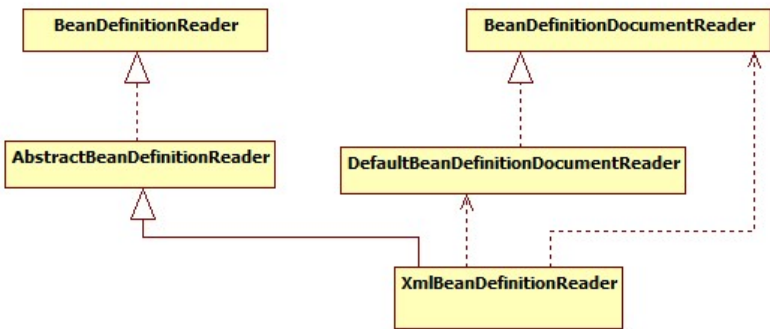 BeanDefinitionReader
BeanDefinitionDocumentReader
AbstractBeanDefinitionReader
DefaultBeanDefinitionDocumentReader
XmlBeanDefinitionReader